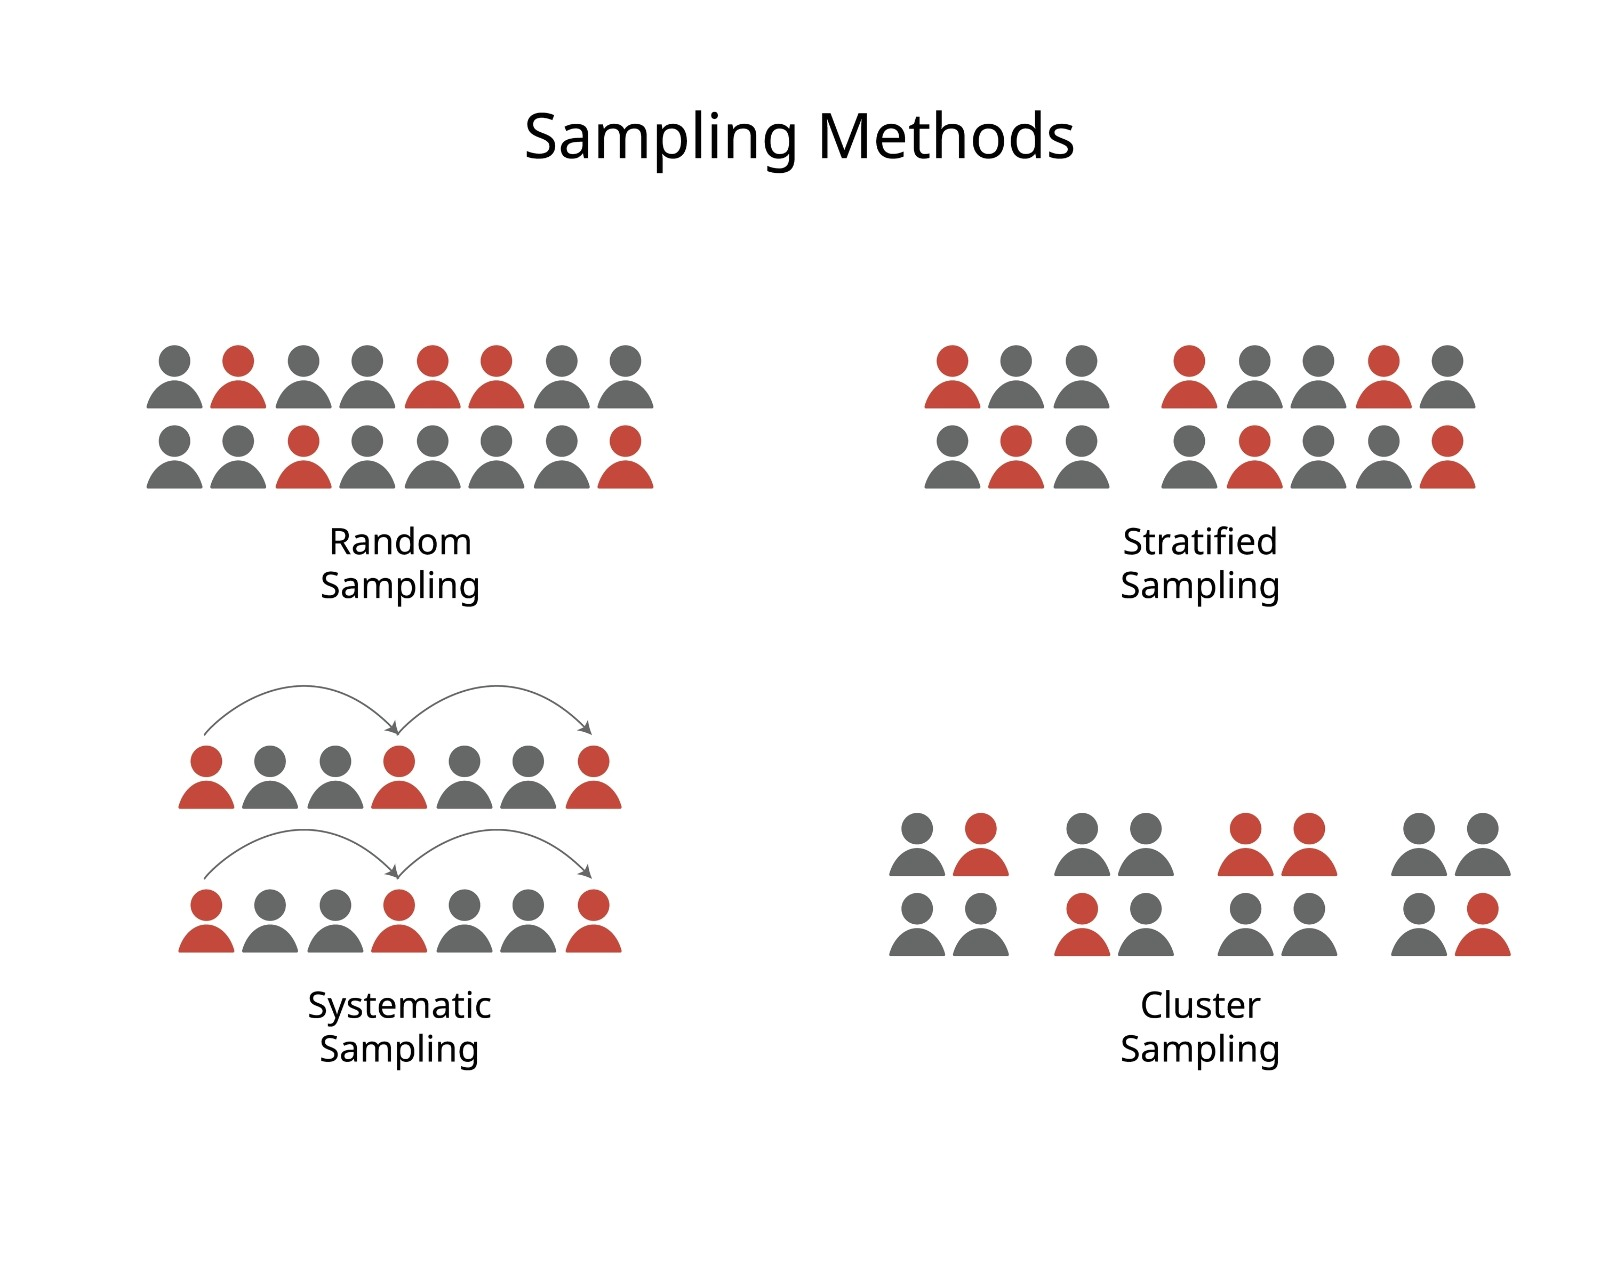 Sampling Methods
Random
Sampling
Stratified
Sampling
Systematic
Sampling
Cluster
Sampling